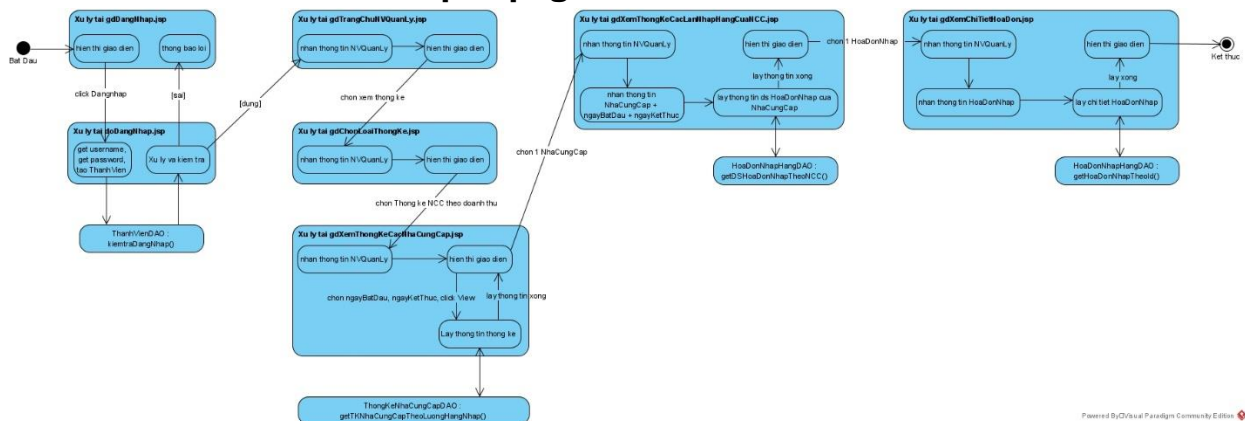 Xu ly tai gdDangNhap.jsp
hien thi giao dien
thong bao loi
Bat Dau
click Dangnhap
[sai]
[dung]
Xu ly tai doDangNhap.jsp
get username,
get password,
tao ThanhVien
Xu ly va kiem tra
ThanhVienDAO :
kiemtraDangNhap()
Xu ly tai gdTrangChuNVQuanLy.jsp
nhan thong tin NVQuanLy
hien thi giao dien
chon xem thong ke
Xu ly tai gdChonLoaiThongKe.jsp
nhan thong tin NVQuanLy
hien thi giao dien
chon Thong ke NCC theo doanh thu
Xu ly tai gdXemThongKeCacNhaCungCap.jsp
nhan thong tin NVQuanLy
hien thi giao dien
chon ngayBatDau, ngayKetThuc, click View
lay thong tin xong
Lay thong tin thong ke
ThongKeNhaCungCapDAO :
getTKNhaCungCapTheoLuongHangNhap()
chon 1 NhaCungCap
Xu ly tai gdXemThongKeCacLanNhapHangCuaNCC.jsp
nhan thong tin NVQuanLy
hien thi giao dien
lay thong tin xong
nhan thong tin
NhaCungCap +
ngayBatDau + ngayKetThuc
lay thong tin ds HoaDonNhap cua
NhaCungCap
HoaDonNhapHangDAO :
getDSHoaDonNhapTheoNCC()
chon 1 HoaDonNhap
Xu ly tai gdXemChiTietHoaDon.jsp
nhan thong tin NVQuanLy
hien thi giao dien
lay xong
nhan thong tin HoaDonNhap
lay chi tiet HoaDonNhap
HoaDonNhapHangDAO :
getHoaDonNhapTheoId()
Ket thuc
Powered By Visual Paradigm Community Edition